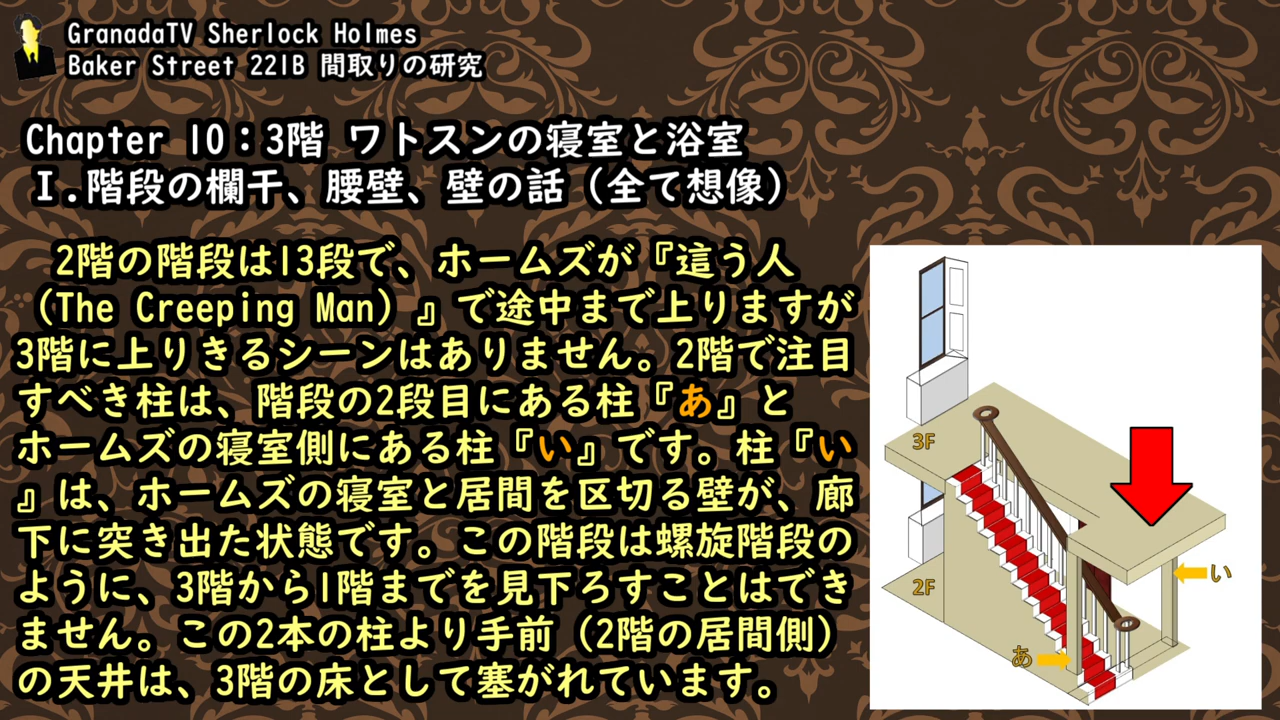 GranadaTV Sherlock Holmes
Baker Street 221B 間取りの研究
Chapter 10：3階 ワトスンの寝室と浴室
Ⅰ.階段の欄干、腰壁、壁の話（全て想像）
2階の階段は13段で、ホームズが『這う人
（The Creeping Man）』で途中まで上りますが
3階に上りきるシーンはありません。2階で注目
すべき柱は、階段の2段目にある柱『あ』と
ホームズの寝室側にある柱『い』です。柱『い
』は、ホームズの寝室と居間を区切る壁が、廊
下に突き出た状態です。この階段は螺旋階段の
ように、3階から1階までを見下ろすことはでき
ません。この2本の柱より手前（2階の居間側）
の天井は、3階の床として塞がれています。
3F
2F
い
あ